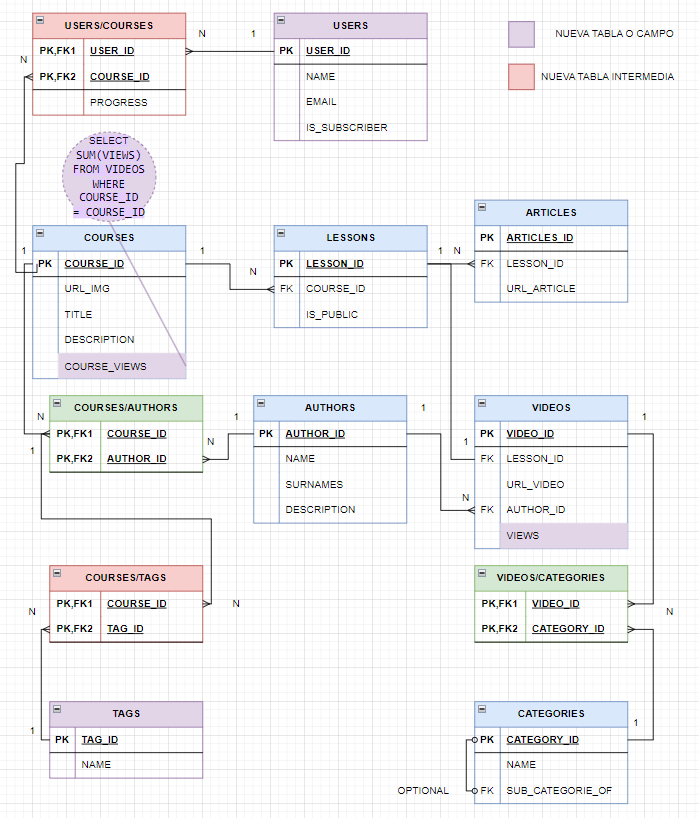 USERS/COURSES
PK,FK1 USER_ID
PK,FK2 COURSE_ID
PROGRESS
N
N
1
USERS
PK USER_ID
NAME
EMAIL
IS_SUBSCRIBER
NUEVA TABLA O CAMPO
NUEVA TABLA INTERMEDIA
SELECT
SUM(VIEWS)
FROM VIDEOS
WHERE
COURSE_ID
= COURSE_ID
1
COURSES
PK COURSE_ID
URL_IMG
TITLE
DESCRIPTION
COURSE_VIEWS
1
N
LESSONS
PK LESSON_ID
FK COURSE_ID
IS_PUBLIC
1
N
ARTICLES
PK ARTICLES_ID
FK LESSON_ID
URL_ARTICLE
N
1
COURSES/AUTHORS
PK,FK1 COURSE_ID
PK,FK2 AUTHOR_ID
1
N
AUTHORS
PK AUTHOR_ID
NAME
SURNAMES
DESCRIPTION
1
1
N
VIDEOS
PK VIDEO_ID
FK LESSON_ID
URL_VIDEO
FK AUTHOR_ID
VIEWS
1
COURSES/TAGS
PK,FK1 COURSE_ID
PK,FK2 TAG_ID
N
N
VIDEOS/CATEGORIES
PK,FK1 VIDEO_ID
PK,FK2 CATEGORY_ID
N
TAGS
PK TAG_ID
NAME
1
CATEGORIES
PK CATEGORY_ID
NAME
FK SUB_CATEGORIE_OF
1
OPTIONAL